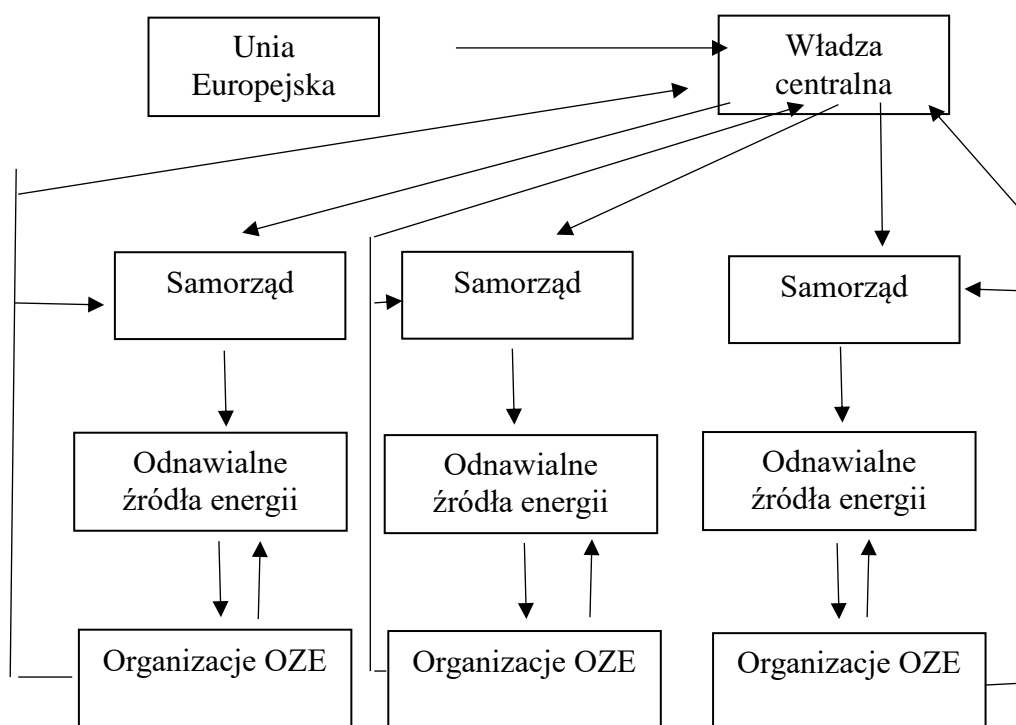 Unia
Europejska
Władza
centralna
Samorząd
Samorząd
Samorząd
Odnawialne
źródła energii
Odnawialne
źródła energii
Odnawialne
źródła energii
Organizacje OZE
Organizacje OZE
Organizacje OZE